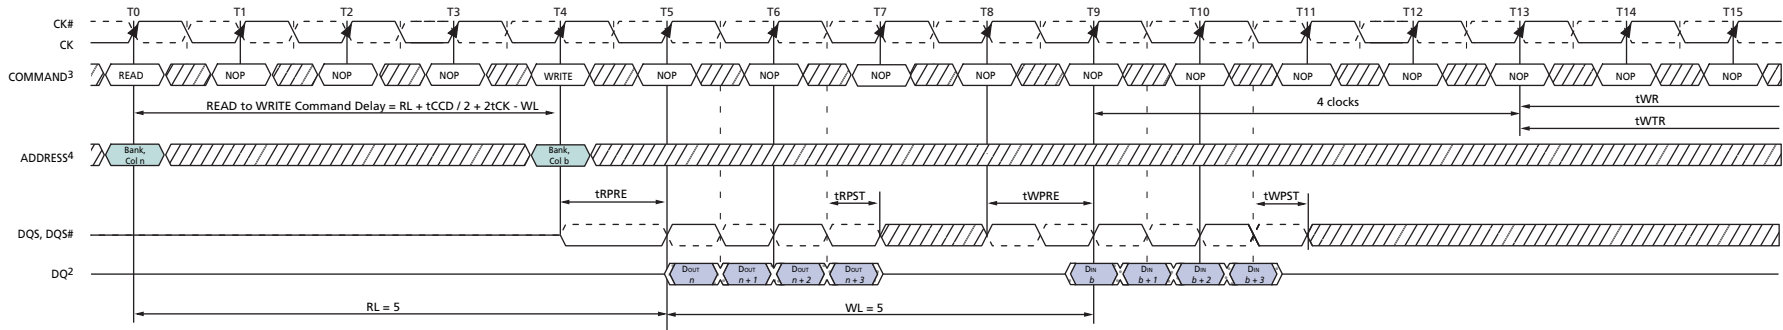 T0 T1 T2 T3 T4 T5 T6 T7 T8 T9 T10 T11 T12 T13 T14 T15
CK#
CK
COMMAND3 READ NOP NOP NOP WRITE NOP NOP NOP NOP NOP NOP NOP NOP NOP NOP NOP
READ to WRITE Command Delay = RL + tCCD / 2 + 2tCK - WL 4 clocks tWR
tWTR
ADDRESS4 Bank, Col n Bank, Col b
tRPRE tRPST tWPRE tWPST
DQS, DQS#
DQ2 DOUT n DOUT n + 1 DOUT n + 2 DOUT n + 3 DIN b DIN b + 1 DIN b + 2 DIN b + 3
RL = 5 WL = 5